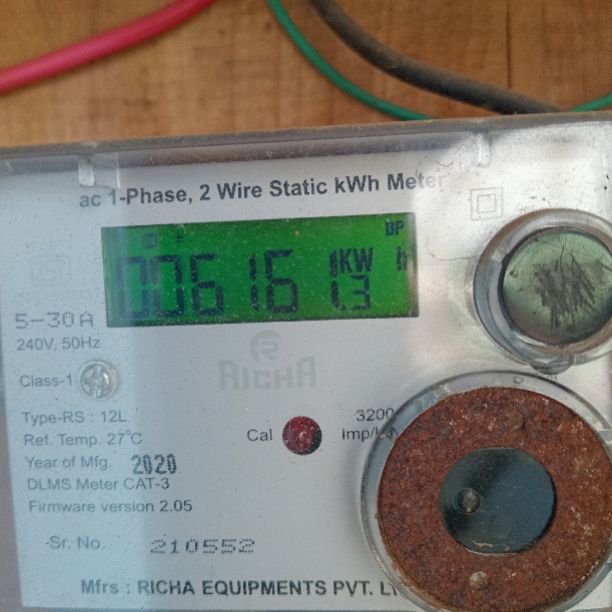 ac 1-Phase, 2 Wire Static kWh Meter
BP
006161 KWh
1.3
5-30A
240V, 50Hz
RICHA
Class-1
Type-RS : 12L
3200
Ref. Temp. 27°C
Cal
imp/k
Year of Mfg. 2020
DLMS Meter CAT-3
Firmware version 2.05
Sr. No. 210552
Mfrs : RICHA EQUIPMENTS PVT.